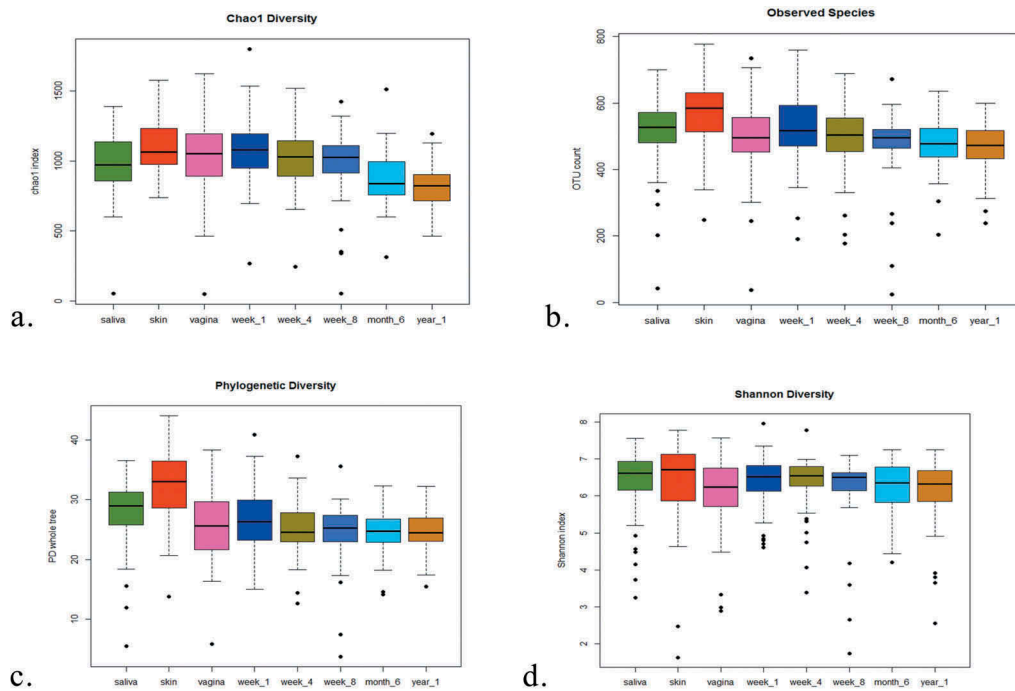 Chao1 Diversity
chao1 index
1500
1000
500
0
saliva skin vagina week_1 week_4 week_8 month_6 year_1
a.
Observed Species
OTU count
800
600
400
200
0
saliva skin vagina week_1 week_4 week_8 month_6 year_1
b.
Phylogenetic Diversity
PD whole tree
40
30
20
10
saliva skin vagina week_1 week_4 week_8 month_6 year_1
c.
Shannon Diversity
Shannon index
8
7
6
5
4
3
2
saliva skin vagina week_1 week_4 week_8 month_6 year_1
d.